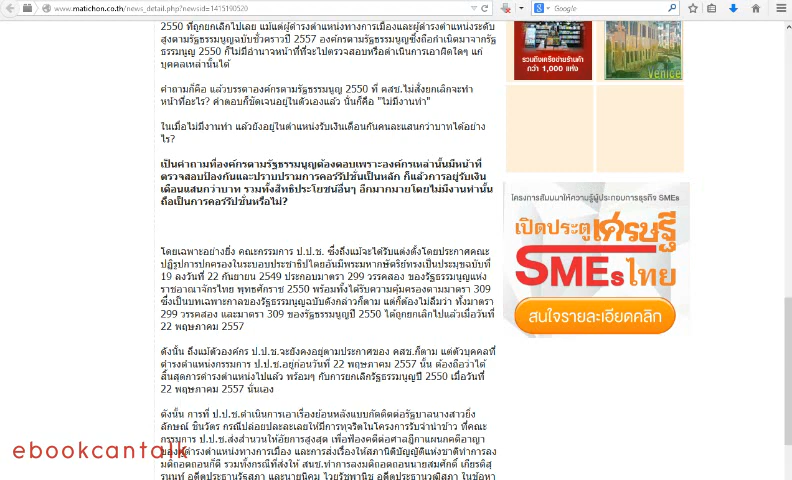 www.matichon.co.th/news_detail.php?newsid=1415190520
Google
2550 ที่ถูกยกเลิกไปเลย แม้แต่ผู้ดำรงตำแหน่งทางการเมืองและผู้ดำรงตำแหน่งระดับ
สูงตามรัฐธรรมนูญฉบับชั่วคราวปี 2557 องค์กรตามรัฐธรรมนูญซึ่งถือกำเนิดมาจากรัฐ
ธรรมนูญ 2550 ก็ไม่มีอำนาจหน้าที่ที่จะไปตรวจสอบหรือดำเนินการเอาผิดใดๆ แก่
บุคคลเหล่านั้นได้
คำถามก็คือ แล้วบรรดาองค์กรตามรัฐธรรมนูญ 2550 ที่ คสช.ไม่สั่งยกเลิกจะทำ
หน้าที่อะไร? คำตอบก็ชัดเจนอยู่ในตัวเองแล้ว นั่นก็คือ "ไม่มีงานทำ"
ในเมื่อไม่มีงานทำ แล้วยังอยู่ในตำแหน่งรับเงินเดือนกันคนละแสนกว่าบาทได้อย่าง
ไร?
เป็นคำถามที่องค์กรตามรัฐธรรมนูญต้องตอบเพราะองค์กรเหล่านั้นมีหน้าที่
ตรวจสอบป้องกันและปราบปรามการคอร์รัปชั่นเป็นหลัก ก็แล้วการอยู่รับเงิน
เดือนแสนกว่าบาท รวมทั้งสิทธิประโยชน์อื่นๆ อีกมากมายโดยไม่มีงานทำนั้น
ถือเป็นการคอร์รัปชั่นหรือไม่?
โดยเฉพาะอย่างยิ่ง คณะกรรมการ ป.ป.ช. ซึ่งถึงแม้จะได้รับแต่งตั้งโดยประกาศคณะ
ปฏิรูปการปกครองในระบอบประชาธิปไตยอันมีพระมหากษัตริย์ทรงเป็นประมุขฉบับที่
19 ลงวันที่ 22 กันยายน 2549 ประกอบมาตรา 299 วรรคสอง ของรัฐธรรมนูญแห่ง
ราชอาณาจักรไทย พุทธศักราช 2550 พร้อมทั้งได้รับความคุ้มครองตามมาตรา 309
ซึ่งเป็นบทเฉพาะกาลของรัฐธรรมนูญฉบับดังกล่าวก็ตาม แต่ก็ต้องไม่ลืมว่า ทั้งมาตรา
299 วรรคสอง และมาตรา 309 ของรัฐธรรมนูญปี 2550 ได้ถูกยกเลิกไปแล้วเมื่อวันที่
22 พฤษภาคม 2557
ดังนั้น ถึงแม้ตัวองค์กร ป.ป.ช.จะยังคงอยู่ตามประกาศของ คสช.ก็ตาม แต่ตัวบุคคลที่
ดำรงตำแหน่งกรรมการ ป.ป.ช.อยู่ก่อนวันที่ 22 พฤษภาคม 2557 นั้น ต้องถือว่าได้
สิ้นสุดการดำรงตำแหน่งไปแล้ว พร้อมๆ กับการยกเลิกรัฐธรรมนูญปี 2550 เมื่อวันที่
22 พฤษภาคม 2557 นั่นเอง
ดังนั้น การที่ ป.ป.ช.ดำเนินการเอาเรื่องย้อนหลังแบบกัดติดต่อรัฐบาลนางสาวยิ่ง
ลักษณ์ ชินวัตร กรณีปล่อยปละละเลยให้มีการทุจริตในโครงการรับจำนำข้าว ที่คณะ
กรรมการ ป.ป.ช.ส่งสำนวนให้อัยการสูงสุด เพื่อฟ้องคดีต่อศาลฎีกาแผนกคดีอาญา
ของผู้ดำรงตำแหน่งทางการเมือง และการส่งเรื่องให้สภานิติบัญญัติแห่งชาติทำการลง
มติถอดถอนก็ดี รวมทั้งกรณีที่ส่งให้ สนช.ทำการลงมติถอดถอนนายสมศักดิ์ เกียรติสุ
รนนท์ อดีตประธานรัฐสภา และนายนิคม ไวยรัชพานิช อดีตประธานวุฒิสภา ในข้อหา
รวมถึงเครือข่ายร้านค้า
กว่า 1,000 แห่ง
Venice
โครงการสัมมนาให้ความรู้ผู้ประกอบการธุรกิจ SMEs
เปิดประตูเศรษฐี
SMEsไทย
สนใจรายละเอียดคลิก
ebookcantalk